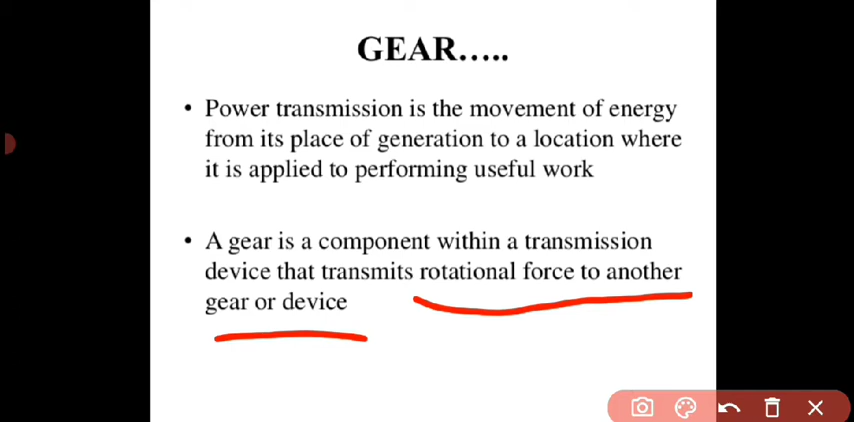 GEAR.....
• Power transmission is the movement of energy
from its place of generation to a location where
it is applied to performing useful work
• A gear is a component within a transmission
device that transmits rotational force to another
gear or device